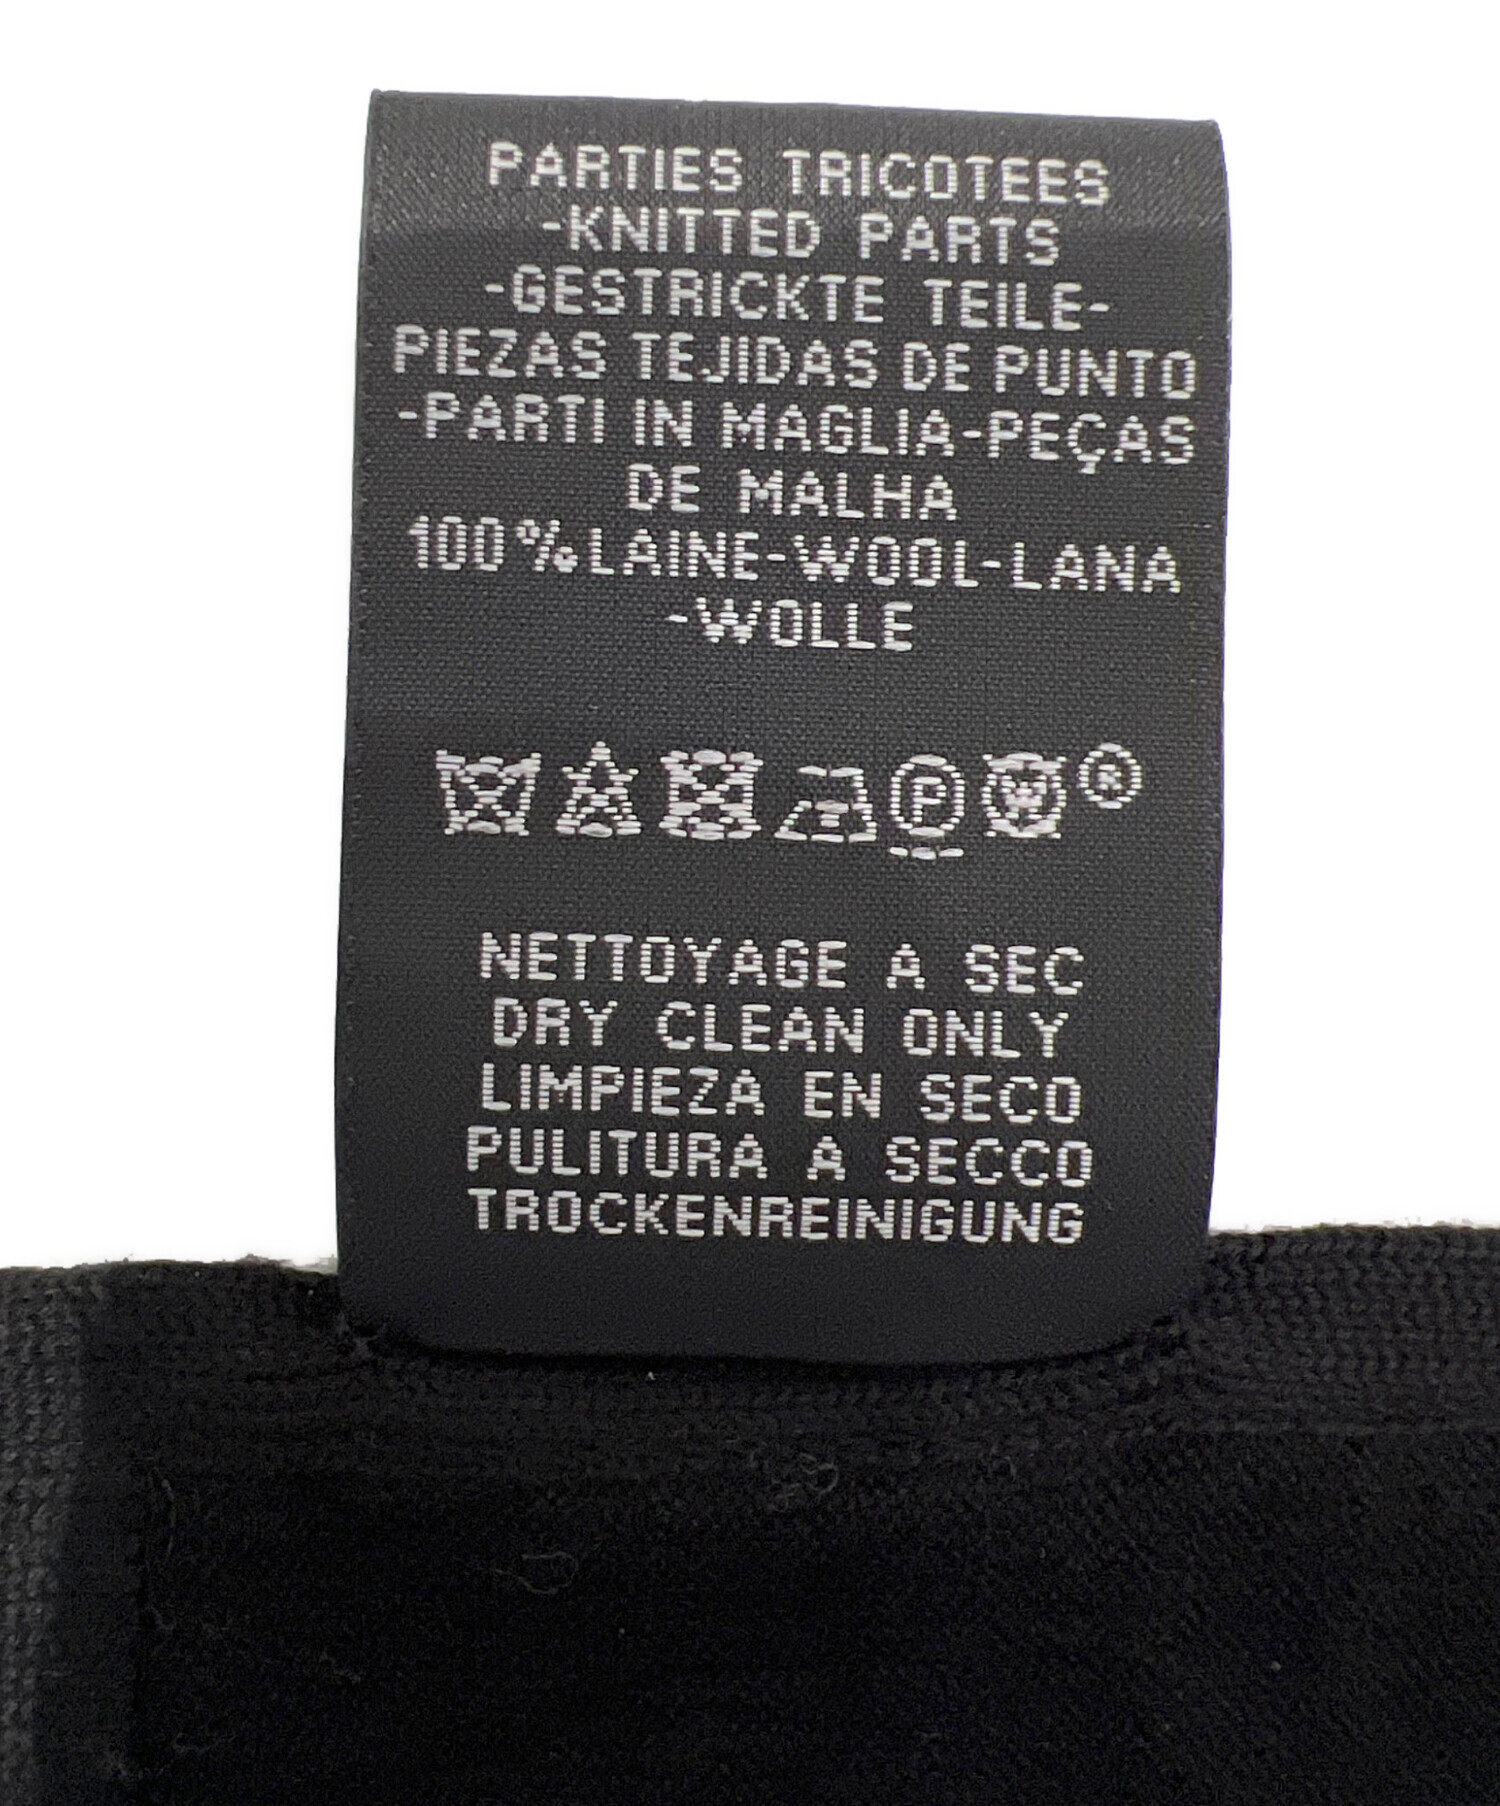 PARTIES TRICOTEES
-KNITTED PARTS
-GESTRICKTE TEILE-
PIEZAS TEJIDAS DE PUNTO
-PARTI IN MAGLIA-PEÇAS
DE MALHA
100%LAINE-WOOL-LANA
-WOLLE
P W ®
NETTOYAGE A SEC
DRY CLEAN ONLY
LIMPIEZA EN SECO
PULITURA A SECCO
TROCKENREINIGUNG